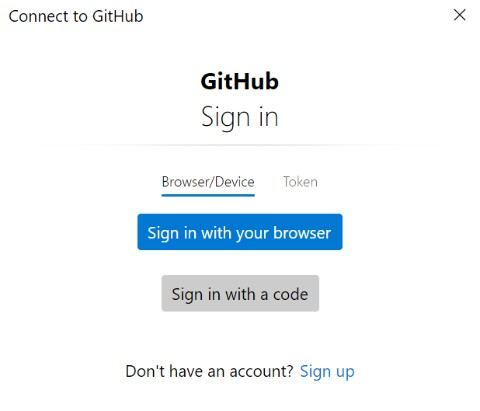 Connect to GitHub
GitHub
Sign in
Browser/Device Token
Sign in with your browser
Sign in with a code
Don't have an account? Sign up